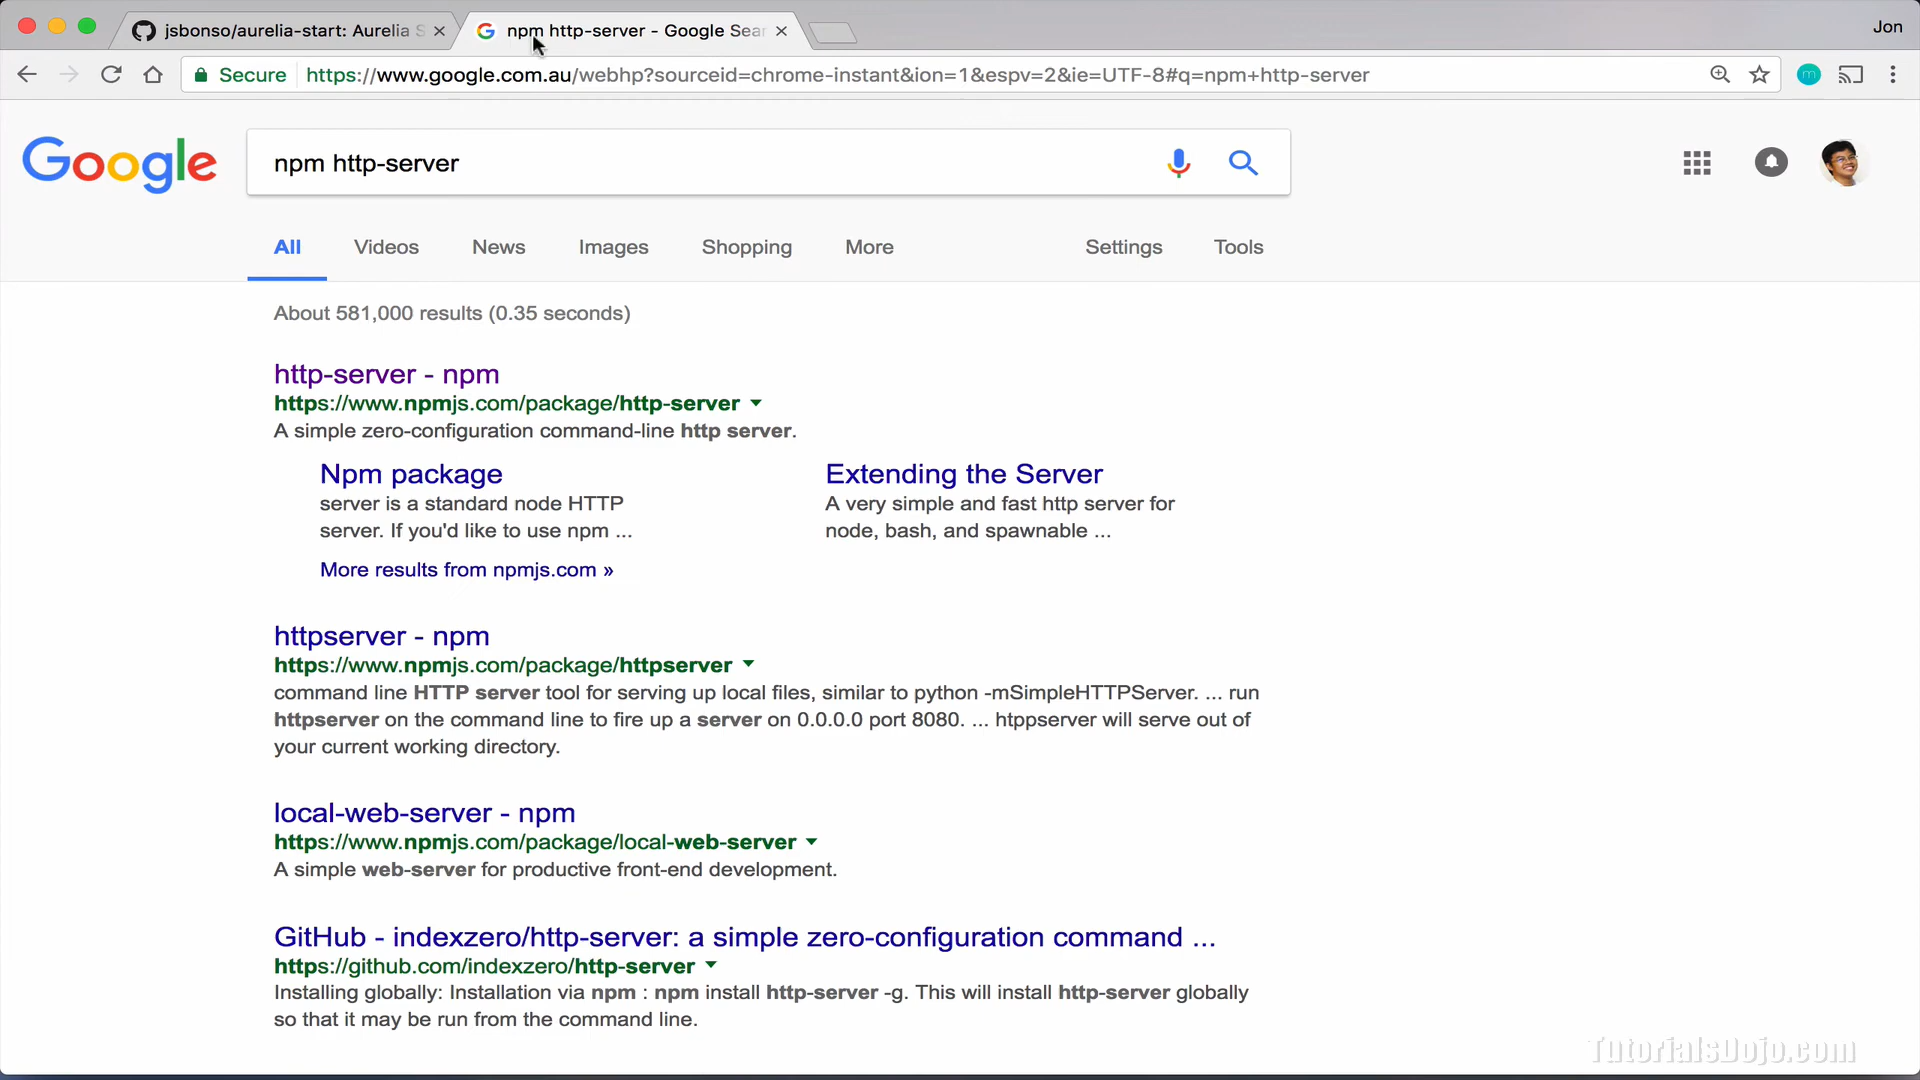 jsbonso/aurelia-start: Aurelia S
npm http-server - Google Sear
Jon
Secure
https://www.google.com.au/webhp?sourceid=chrome-instant&ion=1&espv=2&ie=UTF-8#q=npm+http-server
m
Google
npm http-server
All
Videos
News
Images
Shopping
More
Settings
Tools
About 581,000 results (0.35 seconds)
http-server - npm
https://www.npmjs.com/package/http-server
A simple zero-configuration command-line http server.
Npm package
server is a standard node HTTP
server. If you'd like to use npm ...
Extending the Server
A very simple and fast http server for
node, bash, and spawnable ...
More results from npmjs.com »
httpserver - npm
https://www.npmjs.com/package/httpserver
command line HTTP server tool for serving up local files, similar to python -mSimpleHTTPServer. ... run
httpserver on the command line to fire up a server on 0.0.0.0 port 8080. ... htppserver will serve out of
your current working directory.
local-web-server - npm
https://www.npmjs.com/package/local-web-server
A simple web-server for productive front-end development.
GitHub - indexzero/http-server: a simple zero-configuration command ...
https://github.com/indexzero/http-server
Installing globally: Installation via npm : npm install http-server -g. This will install http-server globally
so that it may be run from the command line.
TutorialsDojo.com